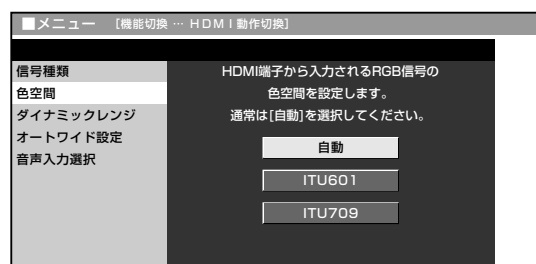 ■メニュー [機能切換 … HDMI動作切換]
信号種類
色空間
ダイナミックレンジ
オートワイド設定
音声入力選択
HDMI端子から入力されるRGB信号の
色空間を設定します。
通常は[自動]を選択してください。
自動
ITU601
ITU709